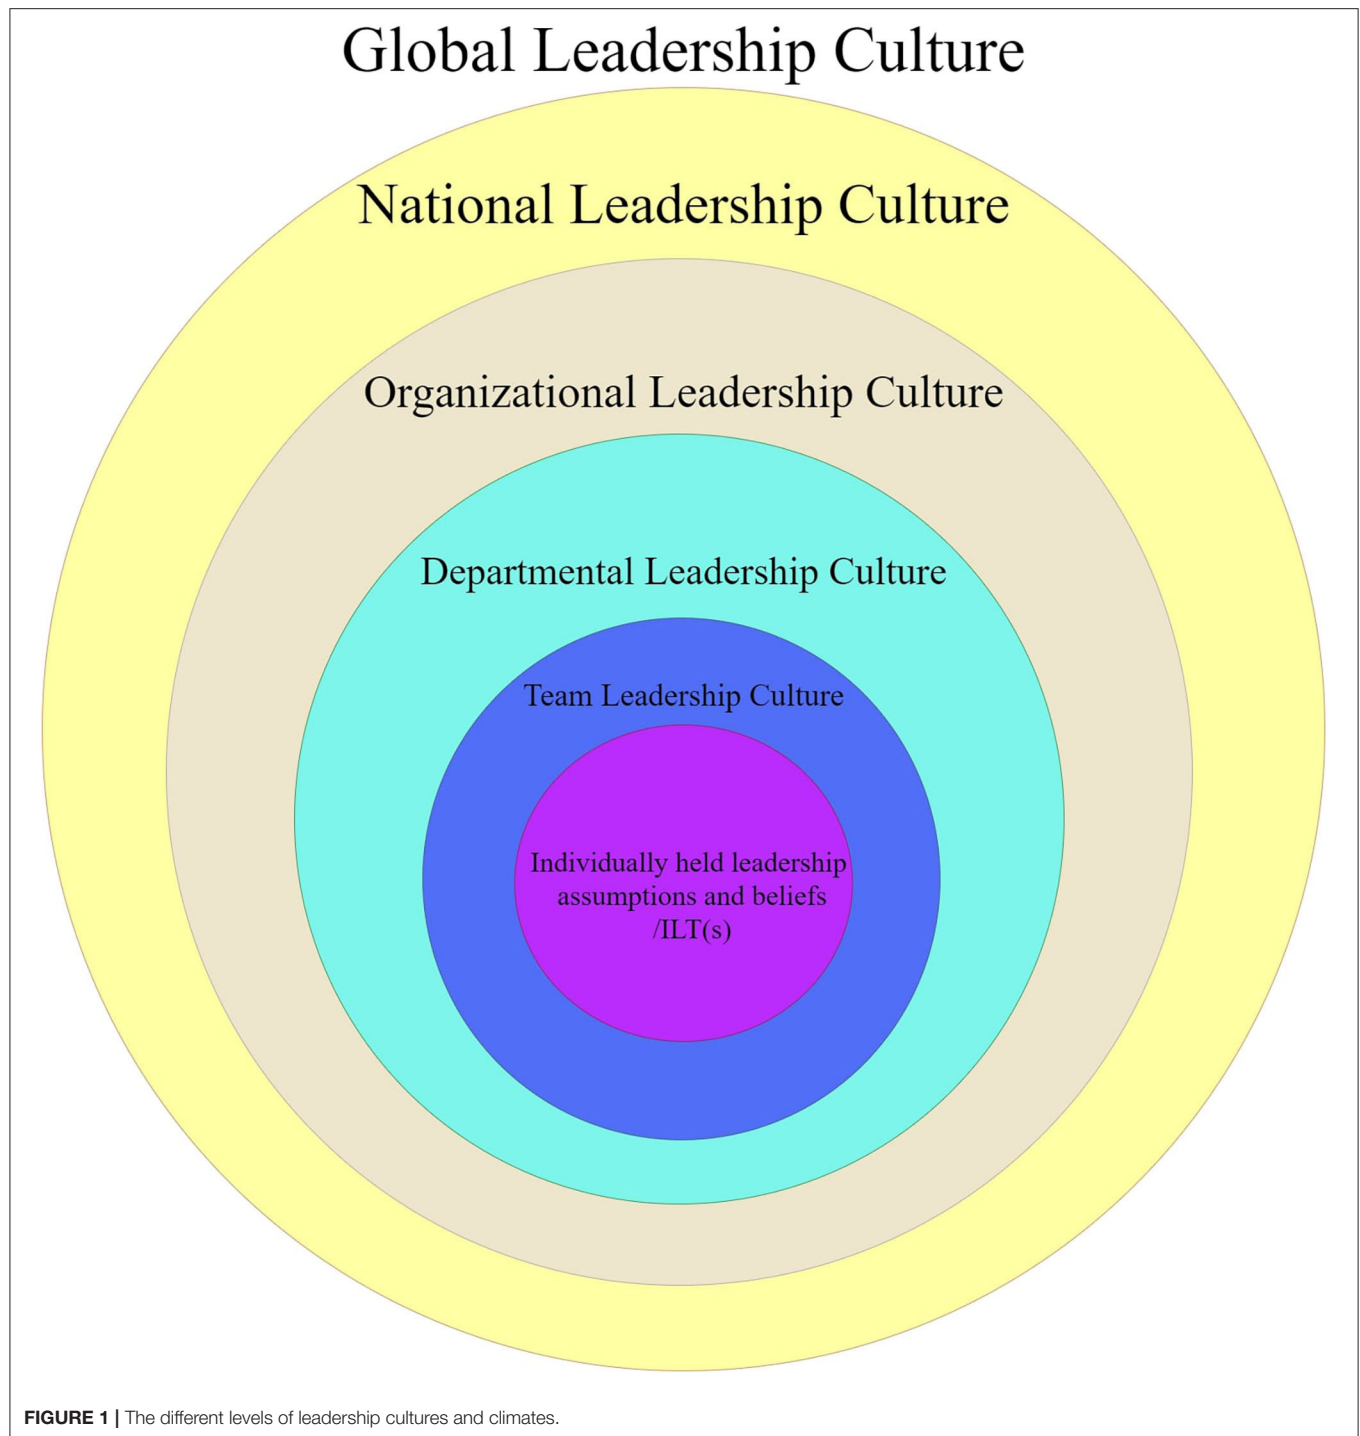 Global Leadership Culture
National Leadership Culture
Organizational Leadership Culture
Departmental Leadership Culture
Team Leadership Culture
Individually held leadership
assumptions and beliefs
/ILT(s)
FIGURE 1 | The different levels of leadership cultures and climates.